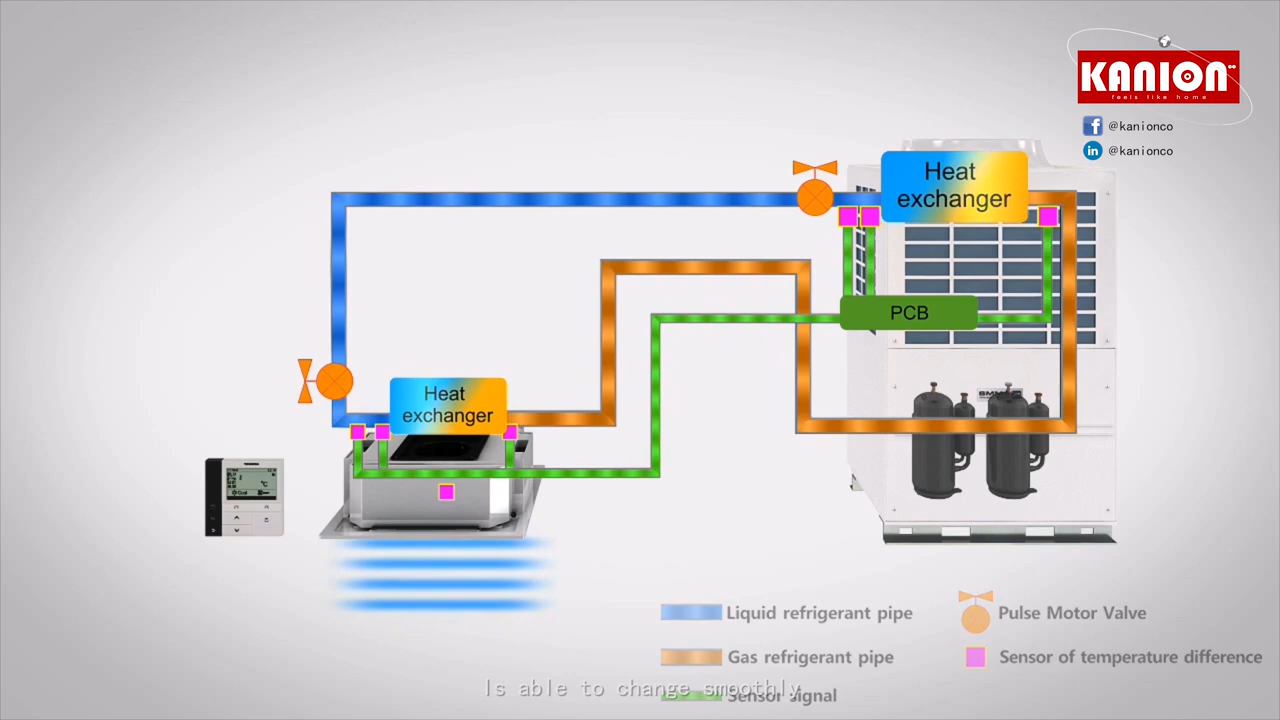 KANION
feels like home
@kanionco
in @kanionco
Heat
exchanger
PCB
Heat
exchanger
Liquid refrigerant pipe
Pulse Motor Valve
Gas refrigerant pipe
Sensor of temperature difference
Is able to change smoothly
Sensor signal